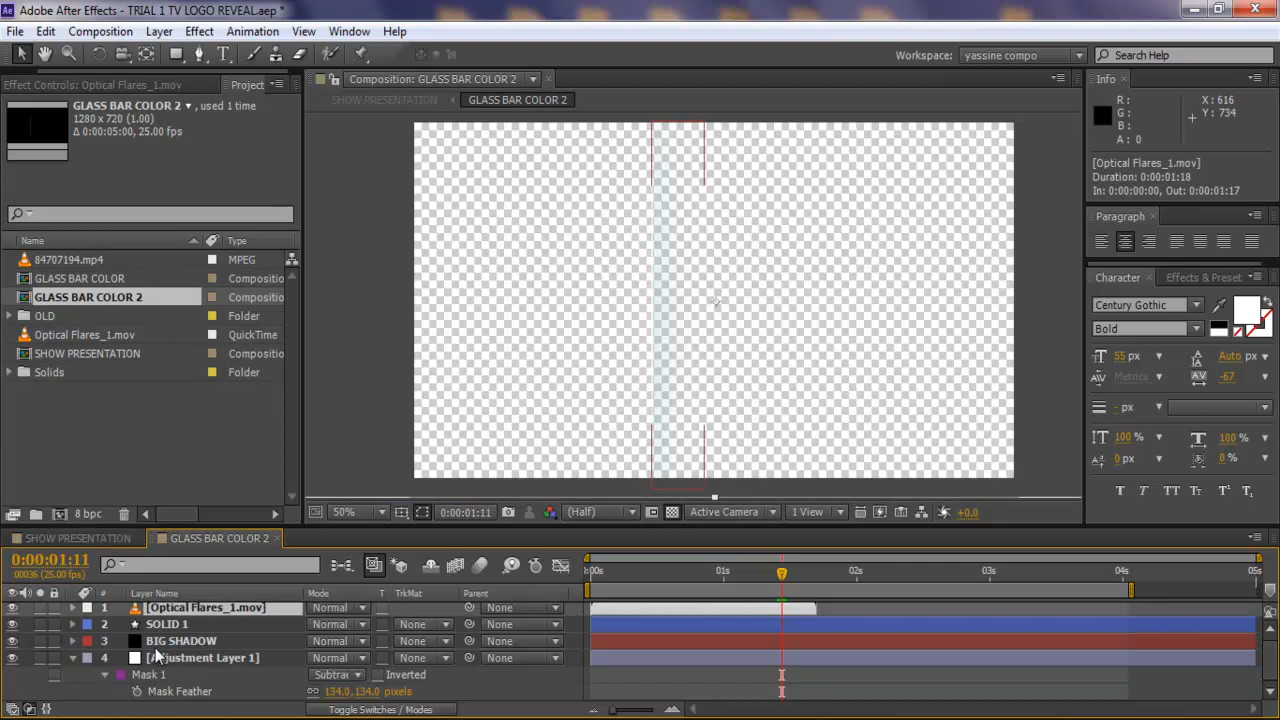 Adobe After Effects - TRIAL 1 TV LOGO REVEAL.aep *
File Edit Composition Layer Effect Animation View Window Help
Workspace: yassine compo Search Help
Effect Controls: Optical Flares_1.mov Project
GLASS BAR COLOR 2 , used 1 time
1280 x 720 (1.00)
Δ 0:00:05:00, 25.00 fps
Name Type
84707194.mp4 MPEG
GLASS BAR COLOR Compositio
GLASS BAR COLOR 2 Compositio
OLD Folder
Optical Flares_1.mov QuickTime
SHOW PRESENTATION Compositio
Solids Folder
8 bpc
Composition: GLASS BAR COLOR 2
SHOW PRESENTATION GLASS BAR COLOR 2
50% 0:00:01:11 (Half) Active Camera 1 View +0.0
Info
R: X: 616
G: Y: 734
B:
A: 0
[Optical Flares_1.mov]
Duration: 0:00:01:18
In: 0:00:00:00, Out: 0:00:01:17
Paragraph
Character Effects & Preset
Century Gothic
Bold
55 px Auto px
Metrics -67
- px
100 % 100 %
0 px 0 %
T T TT Tт T¹ T₁
SHOW PRESENTATION GLASS BAR COLOR 2
0:00:01:11
00036 (25.00 fps)
:00s 01s 02s 03s 04s 05s
# Layer Name Mode T TrkMat Parent
1 [Optical Flares_1.mov] Normal None
2 SOLID 1 Normal None None
3 BIG SHADOW Normal None None
4 [Adjustment Layer 1] Normal None None
Mask 1 Subtrac Inverted
Mask Feather 134.0,134.0 pixels
Toggle Switches / Modes